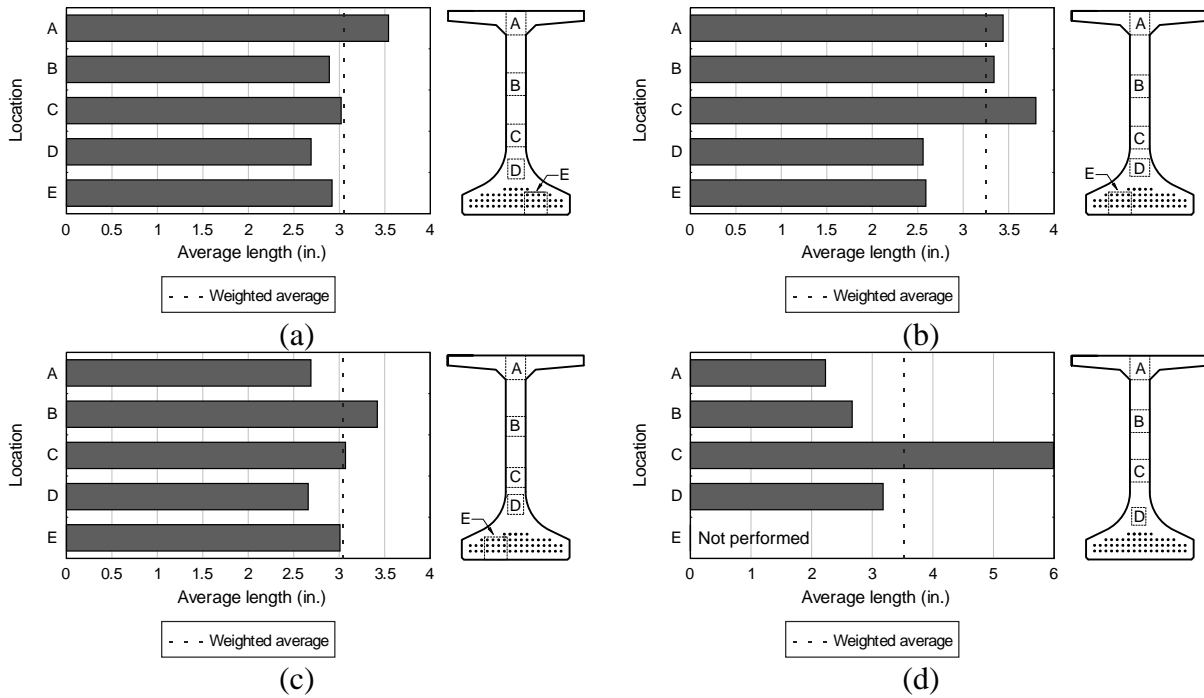 Location
A
B
C
D
E
0 0.5 1 1.5 2 2.5 3 3.5 4
Average length (in.)
Weighted average
A
B
C
D
E
(a)
Location
A
B
C
D
E
0 0.5 1 1.5 2 2.5 3 3.5 4
Average length (in.)
Weighted average
A
B
C
D
E
(b)
Location
A
B
C
D
E
0 0.5 1 1.5 2 2.5 3 3.5 4
Average length (in.)
Weighted average
A
B
C
D
E
(c)
Location
A
B
C
D
E Not performed
0 1 2 3 4 5 6
Average length (in.)
Weighted average
A
B
C
D
(d)